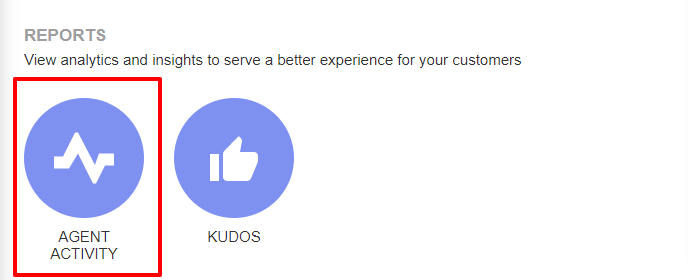 REPORTS
View analytics and insights to serve a better experience for your customers
AGENT
ACTIVITY
KUDOS